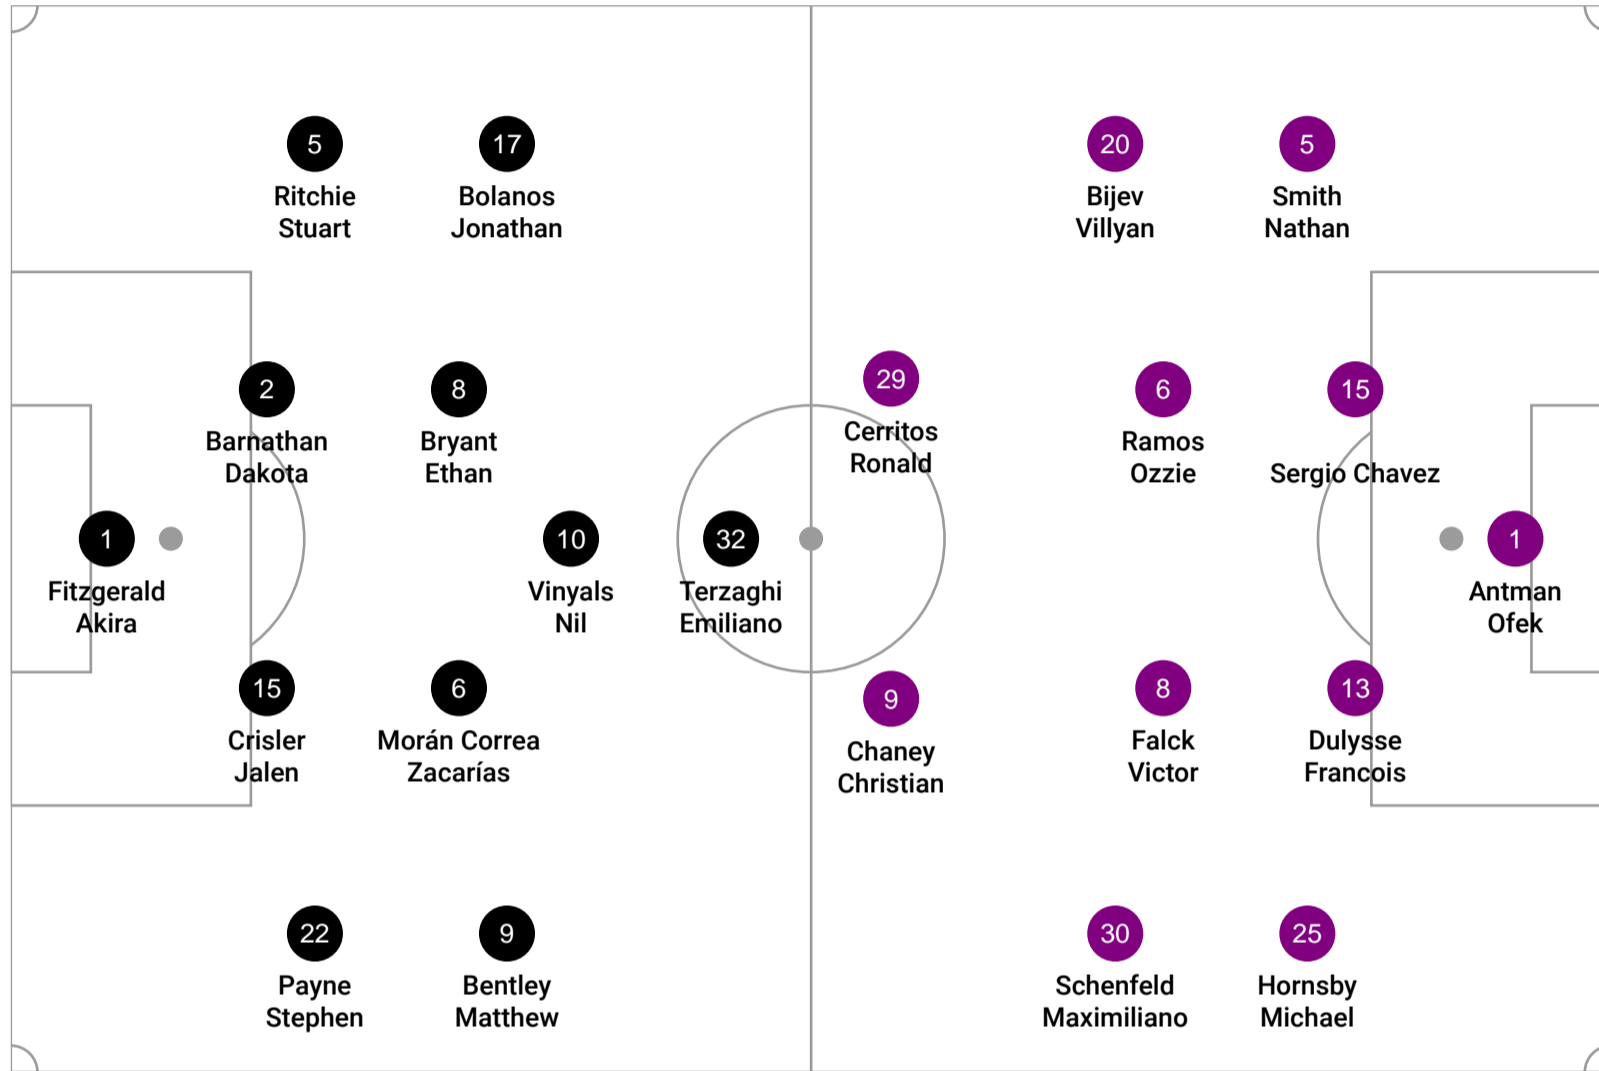 5
Ritchie
Stuart
17
Bolanos
Jonathan
20
Bijev
Villyan
5
Smith
Nathan
2
Barnathan
Dakota
8
Bryant
Ethan
29
Cerritos
Ronald
6
Ramos
Ozzie
15
Sergio Chavez
1
Fitzgerald
Akira
10
Vinyals
Nil
32
Terzaghi
Emiliano
1
Antman
Ofek
15
Crisler
Jalen
6
Morán Correa
Zacarías
9
Chaney
Christian
8
Falck
Victor
13
Dulysse
Francois
22
Payne
Stephen
9
Bentley
Matthew
30
Schenfeld
Maximiliano
25
Hornsby
Michael